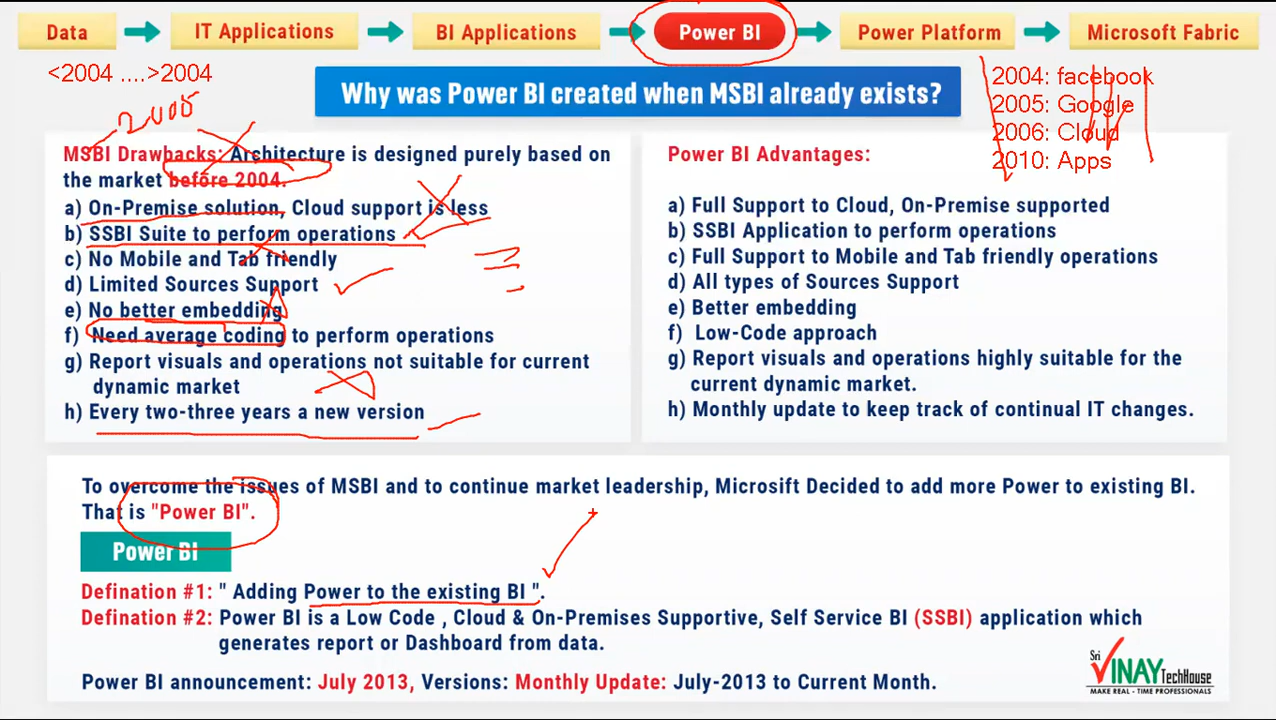 Data
IT Applications
BI Applications
Power BI
Power Platform
Microsoft Fabric
<2004 ....>2004
2005
Why was Power BI created when MSBI already exists?
2004: facebook
2005: Google
2006: Cloud
2010: Apps
MSBI Drawbacks: Architecture is designed purely based on
the market before 2004.
a) On-Premise solution, Cloud support is less
b) SSBI Suite to perform operations
c) No Mobile and Tab friendly
d) Limited Sources Support
e) No better embedding
f) Need average coding to perform operations
g) Report visuals and operations not suitable for current
dynamic market
h) Every two-three years a new version
Power BI Advantages:
a) Full Support to Cloud, On-Premise supported
b) SSBI Application to perform operations
c) Full Support to Mobile and Tab friendly operations
d) All types of Sources Support
e) Better embedding
f) Low-Code approach
g) Report visuals and operations highly suitable for the
current dynamic market.
h) Monthly update to keep track of continual IT changes.
To overcome the issues of MSBI and to continue market leadership, Microsift Decided to add more Power to existing BI.
That is "Power BI".
Power BI
Defination #1: " Adding Power to the existing BI ".
Defination #2: Power BI is a Low Code , Cloud & On-Premises Supportive, Self Service BI (SSBI) application which
generates report or Dashboard from data.
Power BI announcement: July 2013, Versions: Monthly Update: July-2013 to Current Month.
Sri
VINAY TechHouse
MAKE REAL - TIME PROFESSIONALS